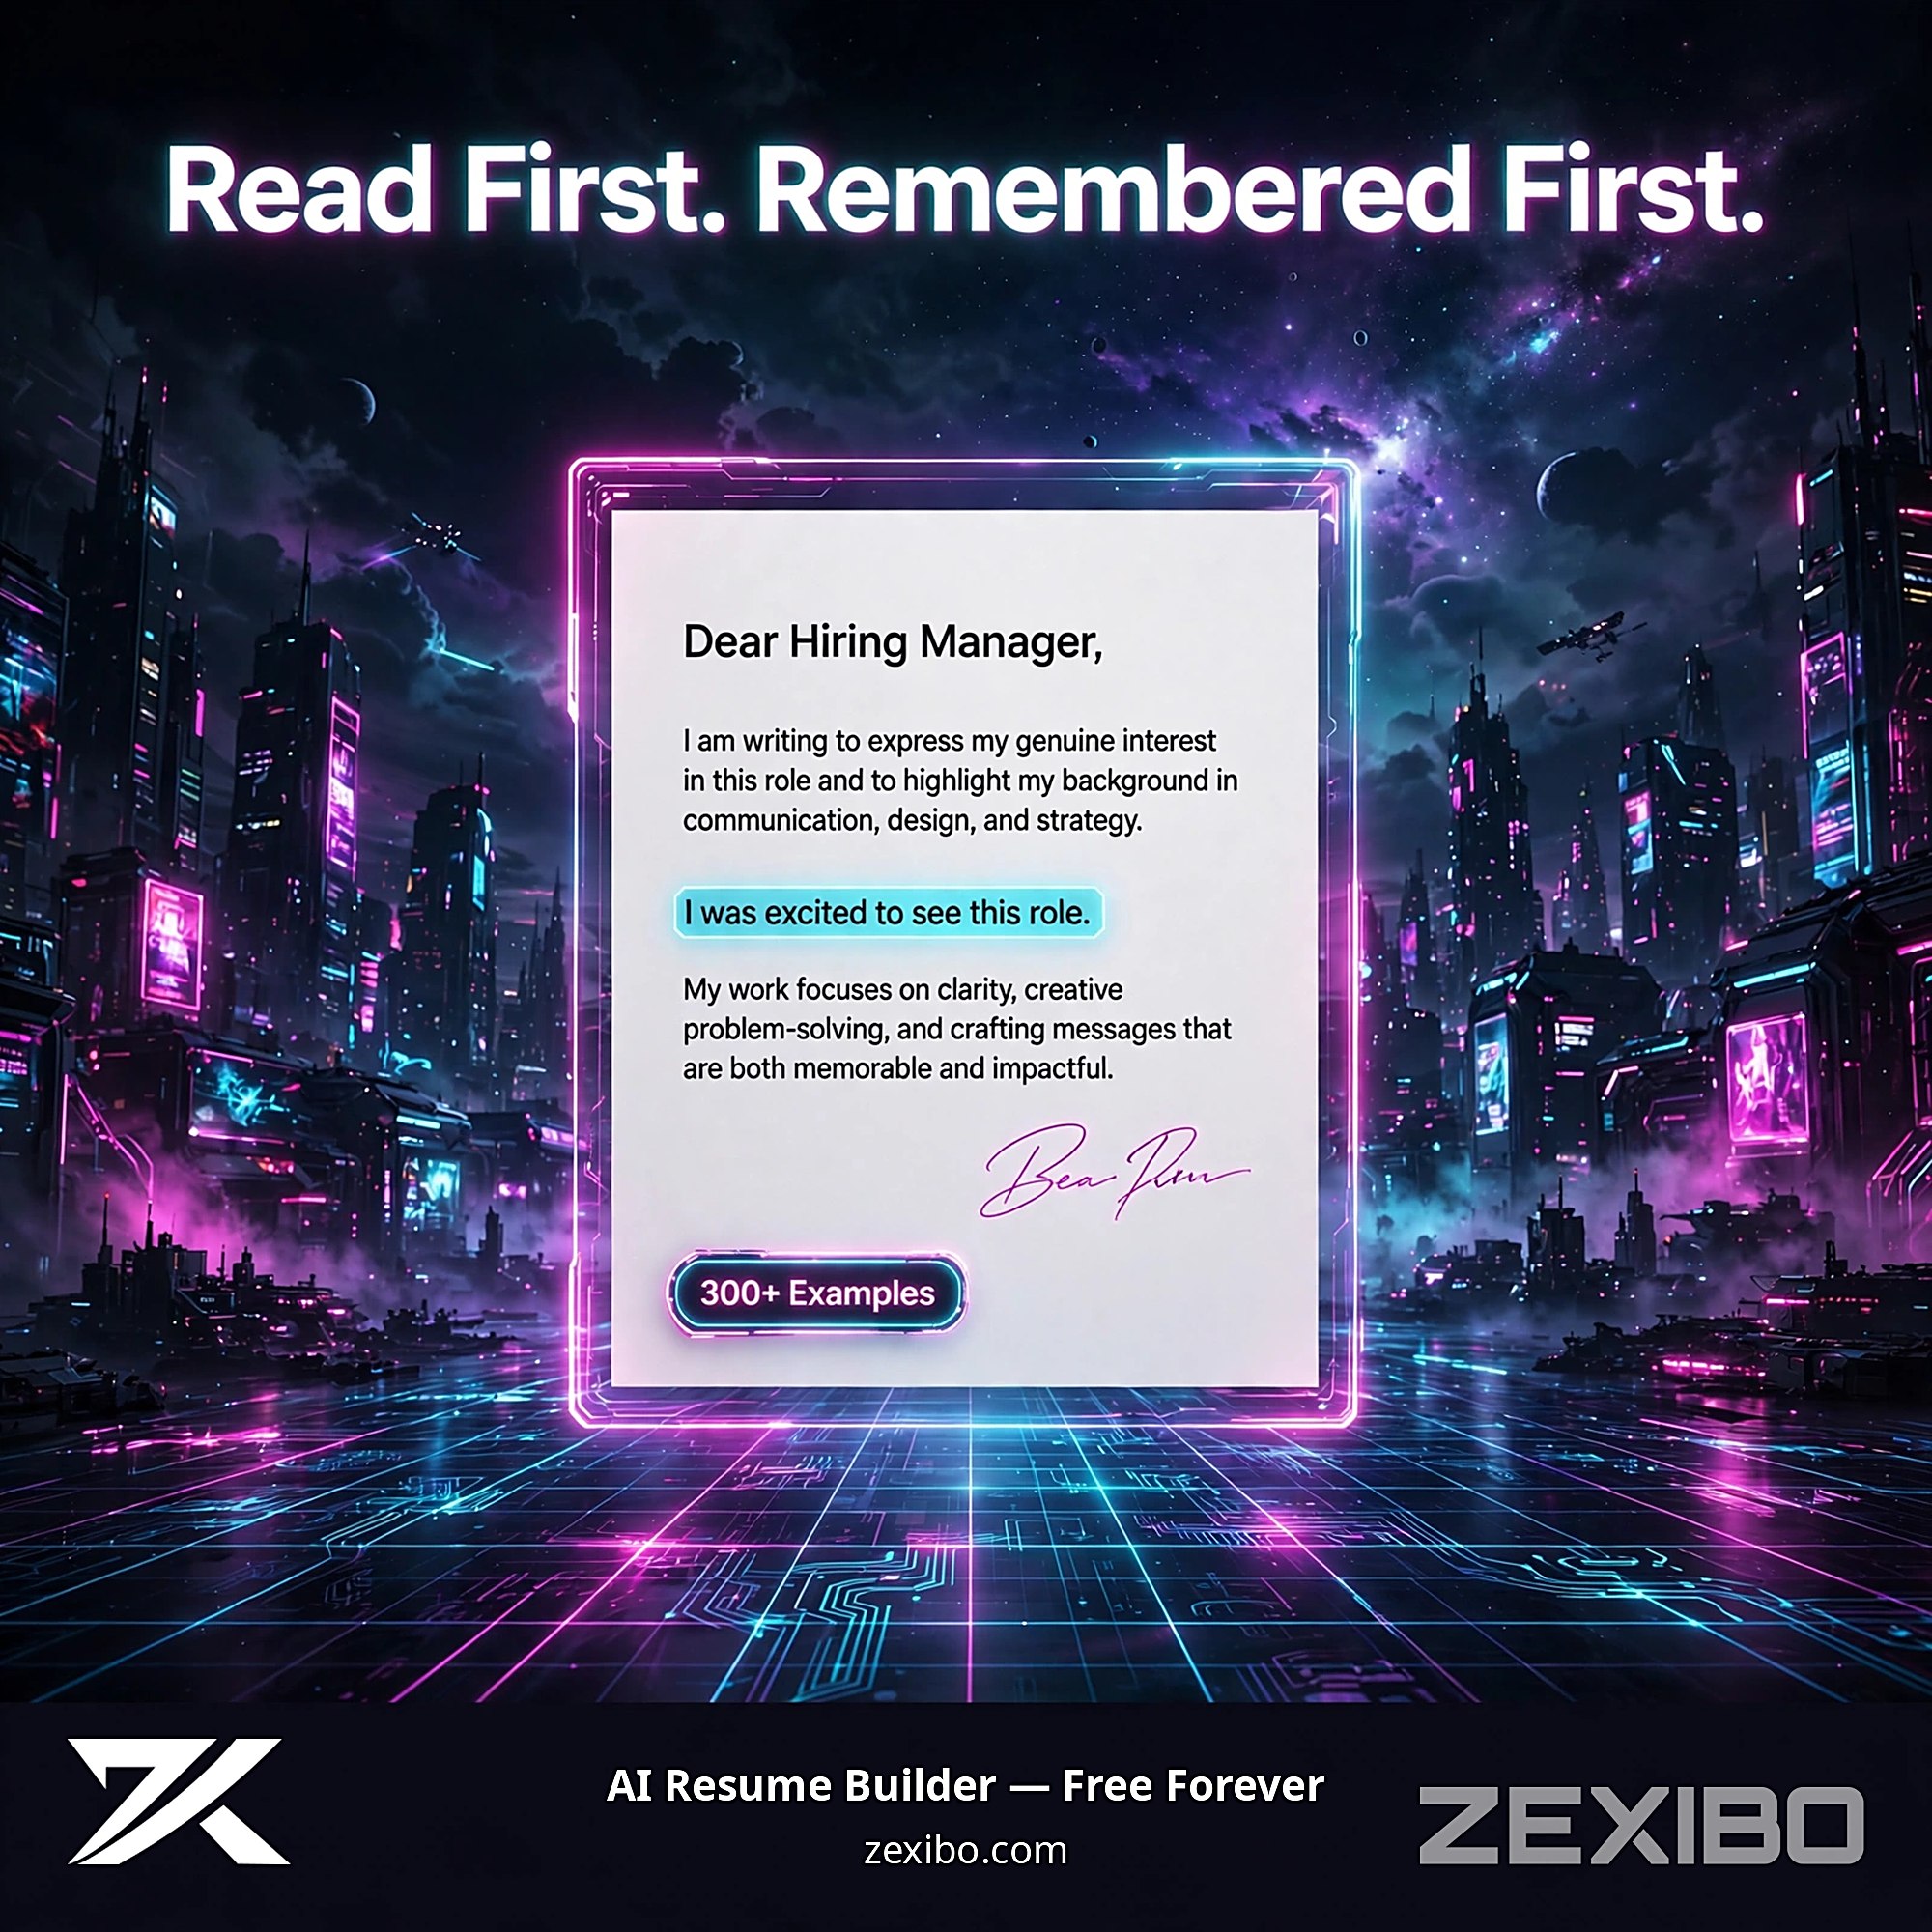 Read First. Remembered First.
Dear Hiring Manager,
I am writing to express my genuine interest
in this role and to highlight my background in
communication, design, and strategy.
I was excited to see this role.
My work focuses on clarity, creative
problem-solving, and crafting messages that
are both memorable and impactful.
Bea
300+ Examples
AI Resume Builder — Free Forever
zexibo.com
ZEXIBO